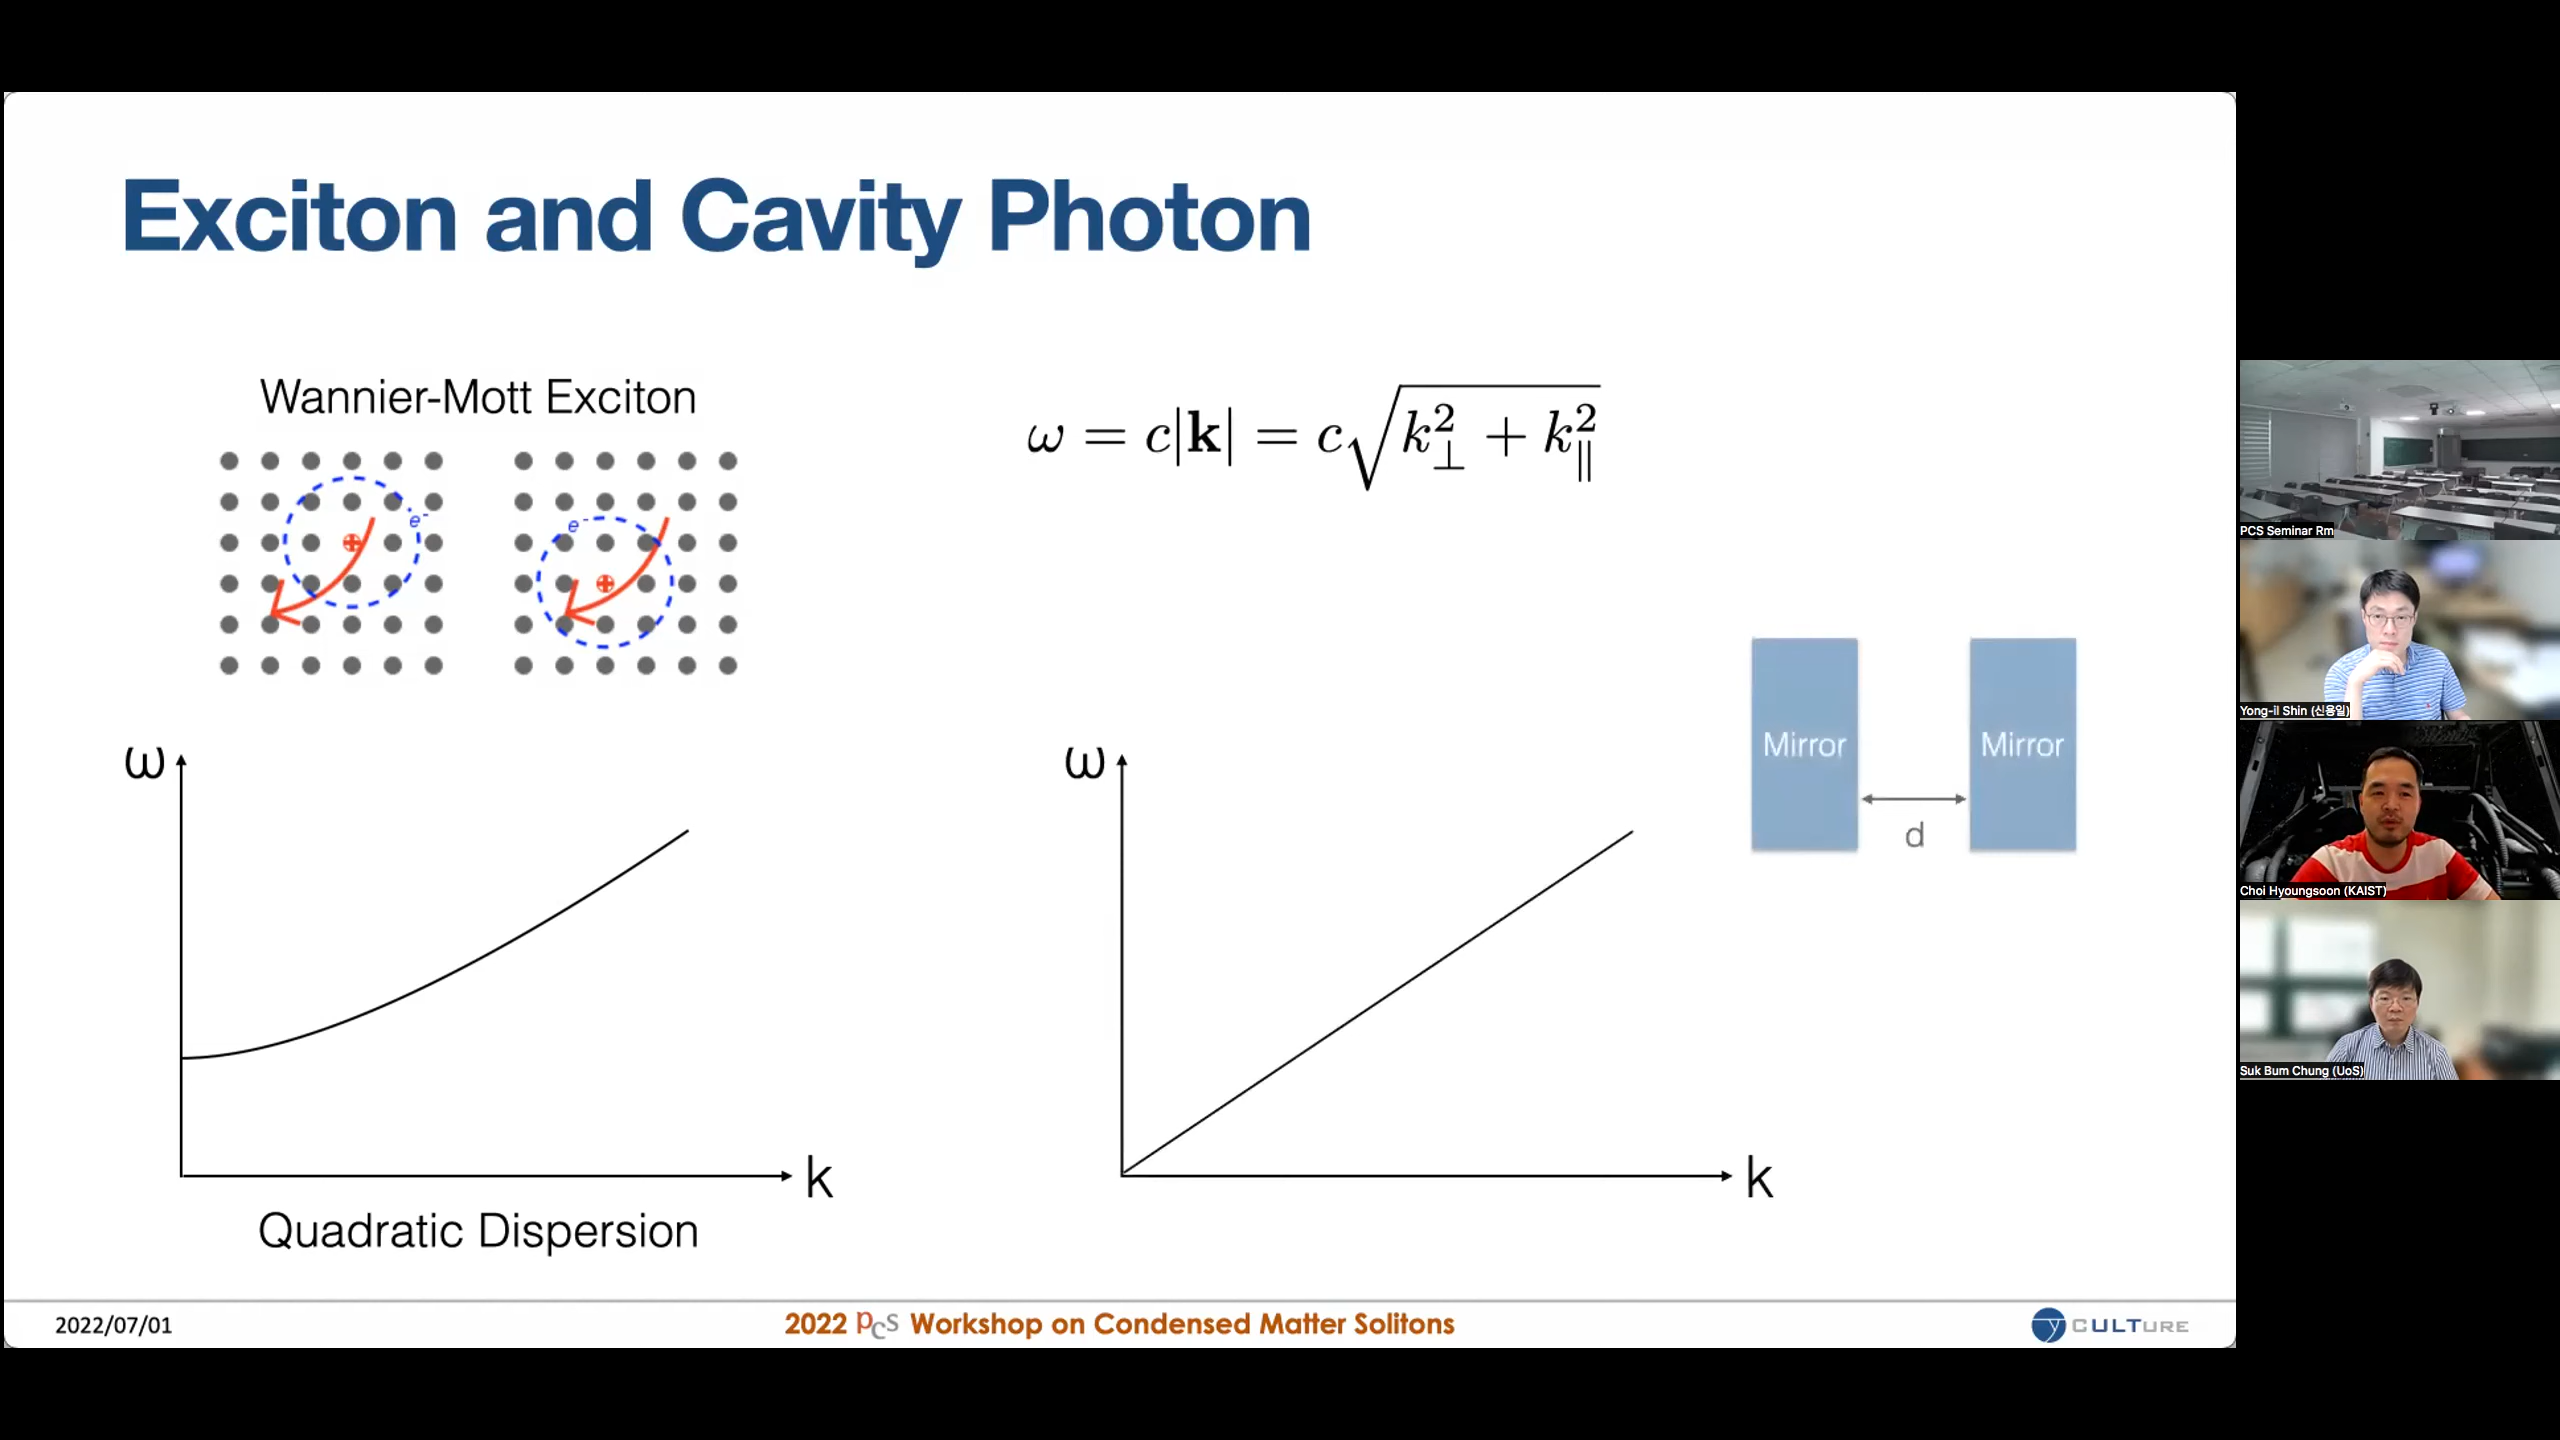 Exciton and Cavity Photon
Wannier-Mott Exciton
e⁻
e⁻
ω = c|k| = c√(k⊥² + k∥²)
ω
k
Quadratic Dispersion
ω
k
Mirror
Mirror
d
2022/07/01
2022 PCS Workshop on Condensed Matter Solitons
CULTURE
PCS Seminar Rm
Yong-il Shin (신용일)
Choi Hyoungsoon (KAIST)
Suk Bum Chung (UoS)